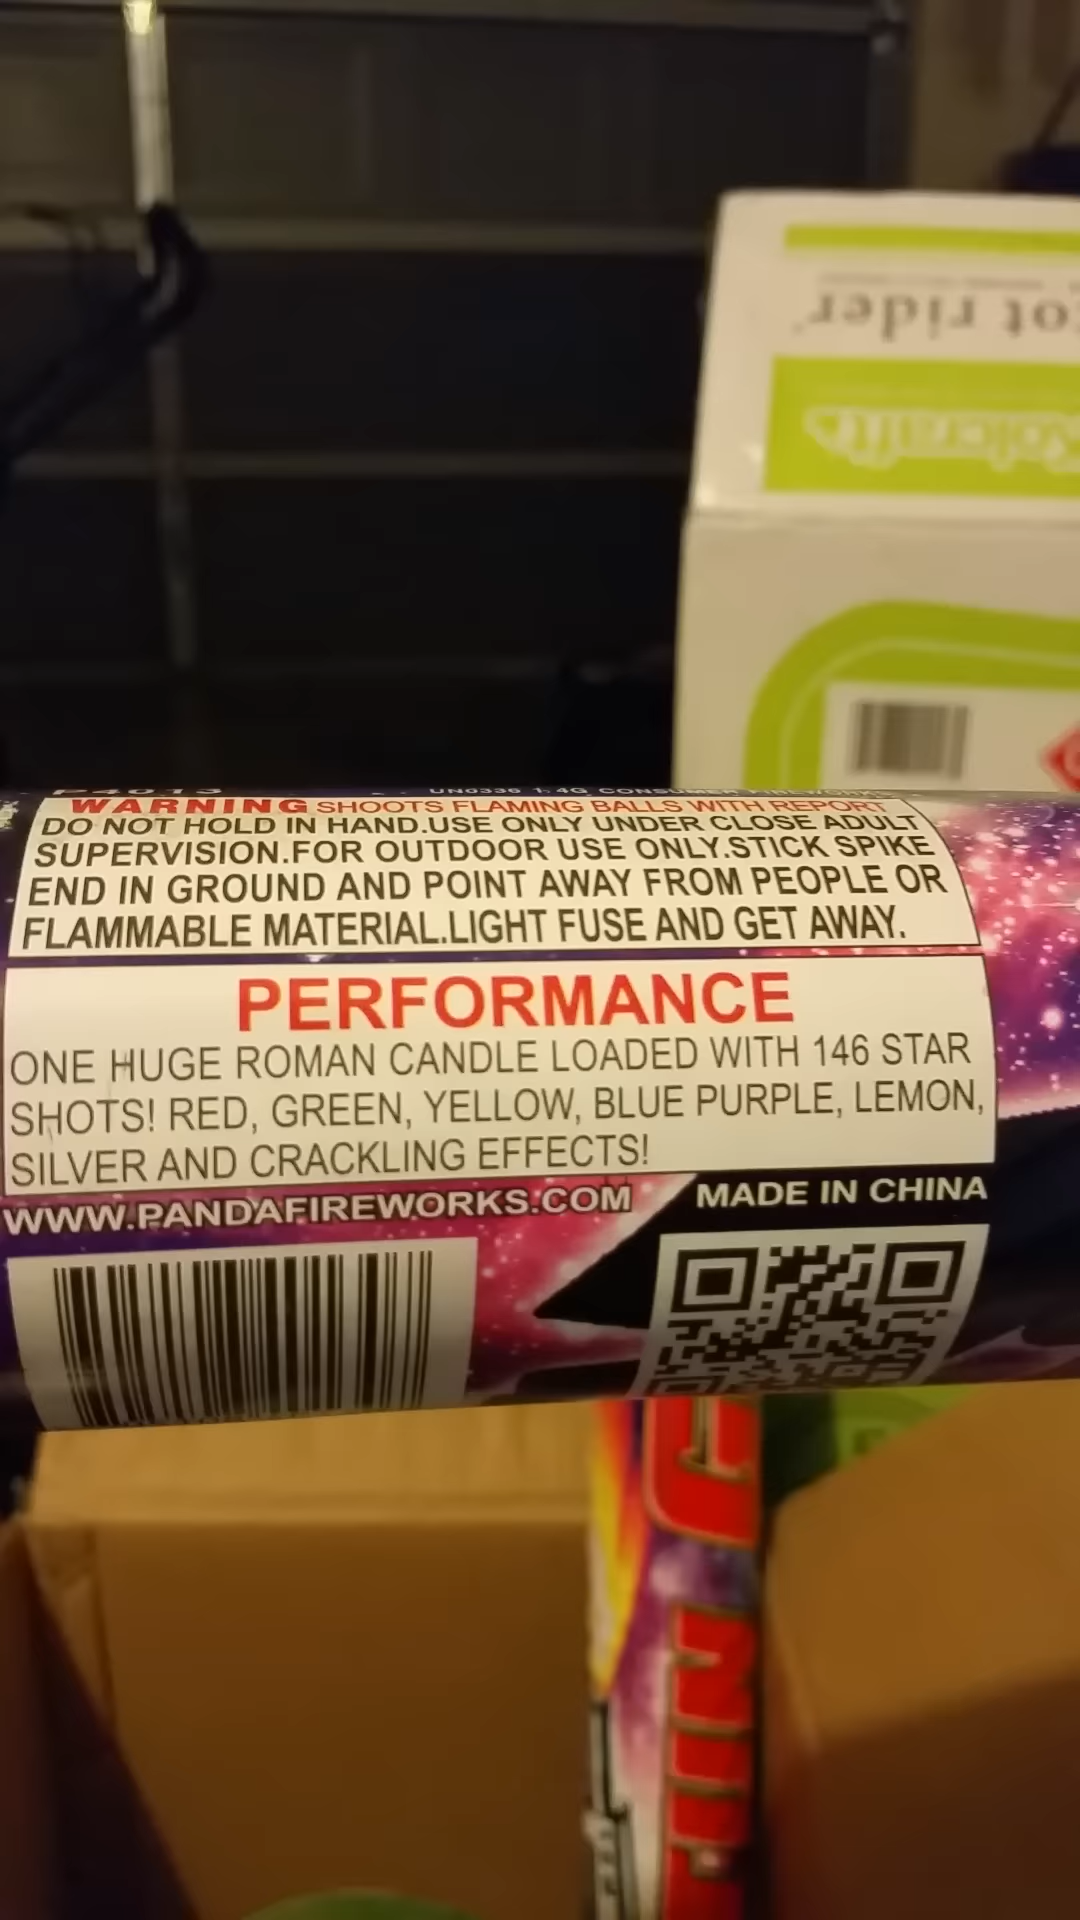 ot rider
Kolcraft
WARNING SHOOTS FLAMING BALLS WITH REPORT
DO NOT HOLD IN HAND.USE ONLY UNDER CLOSE ADULT
SUPERVISION.FOR OUTDOOR USE ONLY.STICK SPIKE
END IN GROUND AND POINT AWAY FROM PEOPLE OR
FLAMMABLE MATERIAL.LIGHT FUSE AND GET AWAY.
PERFORMANCE
ONE HUGE ROMAN CANDLE LOADED WITH 146 STAR
SHOTS! RED, GREEN, YELLOW, BLUE PURPLE, LEMON,
SILVER AND CRACKLING EFFECTS!
WWW.PANDAFIREWORKS.COM MADE IN CHINA